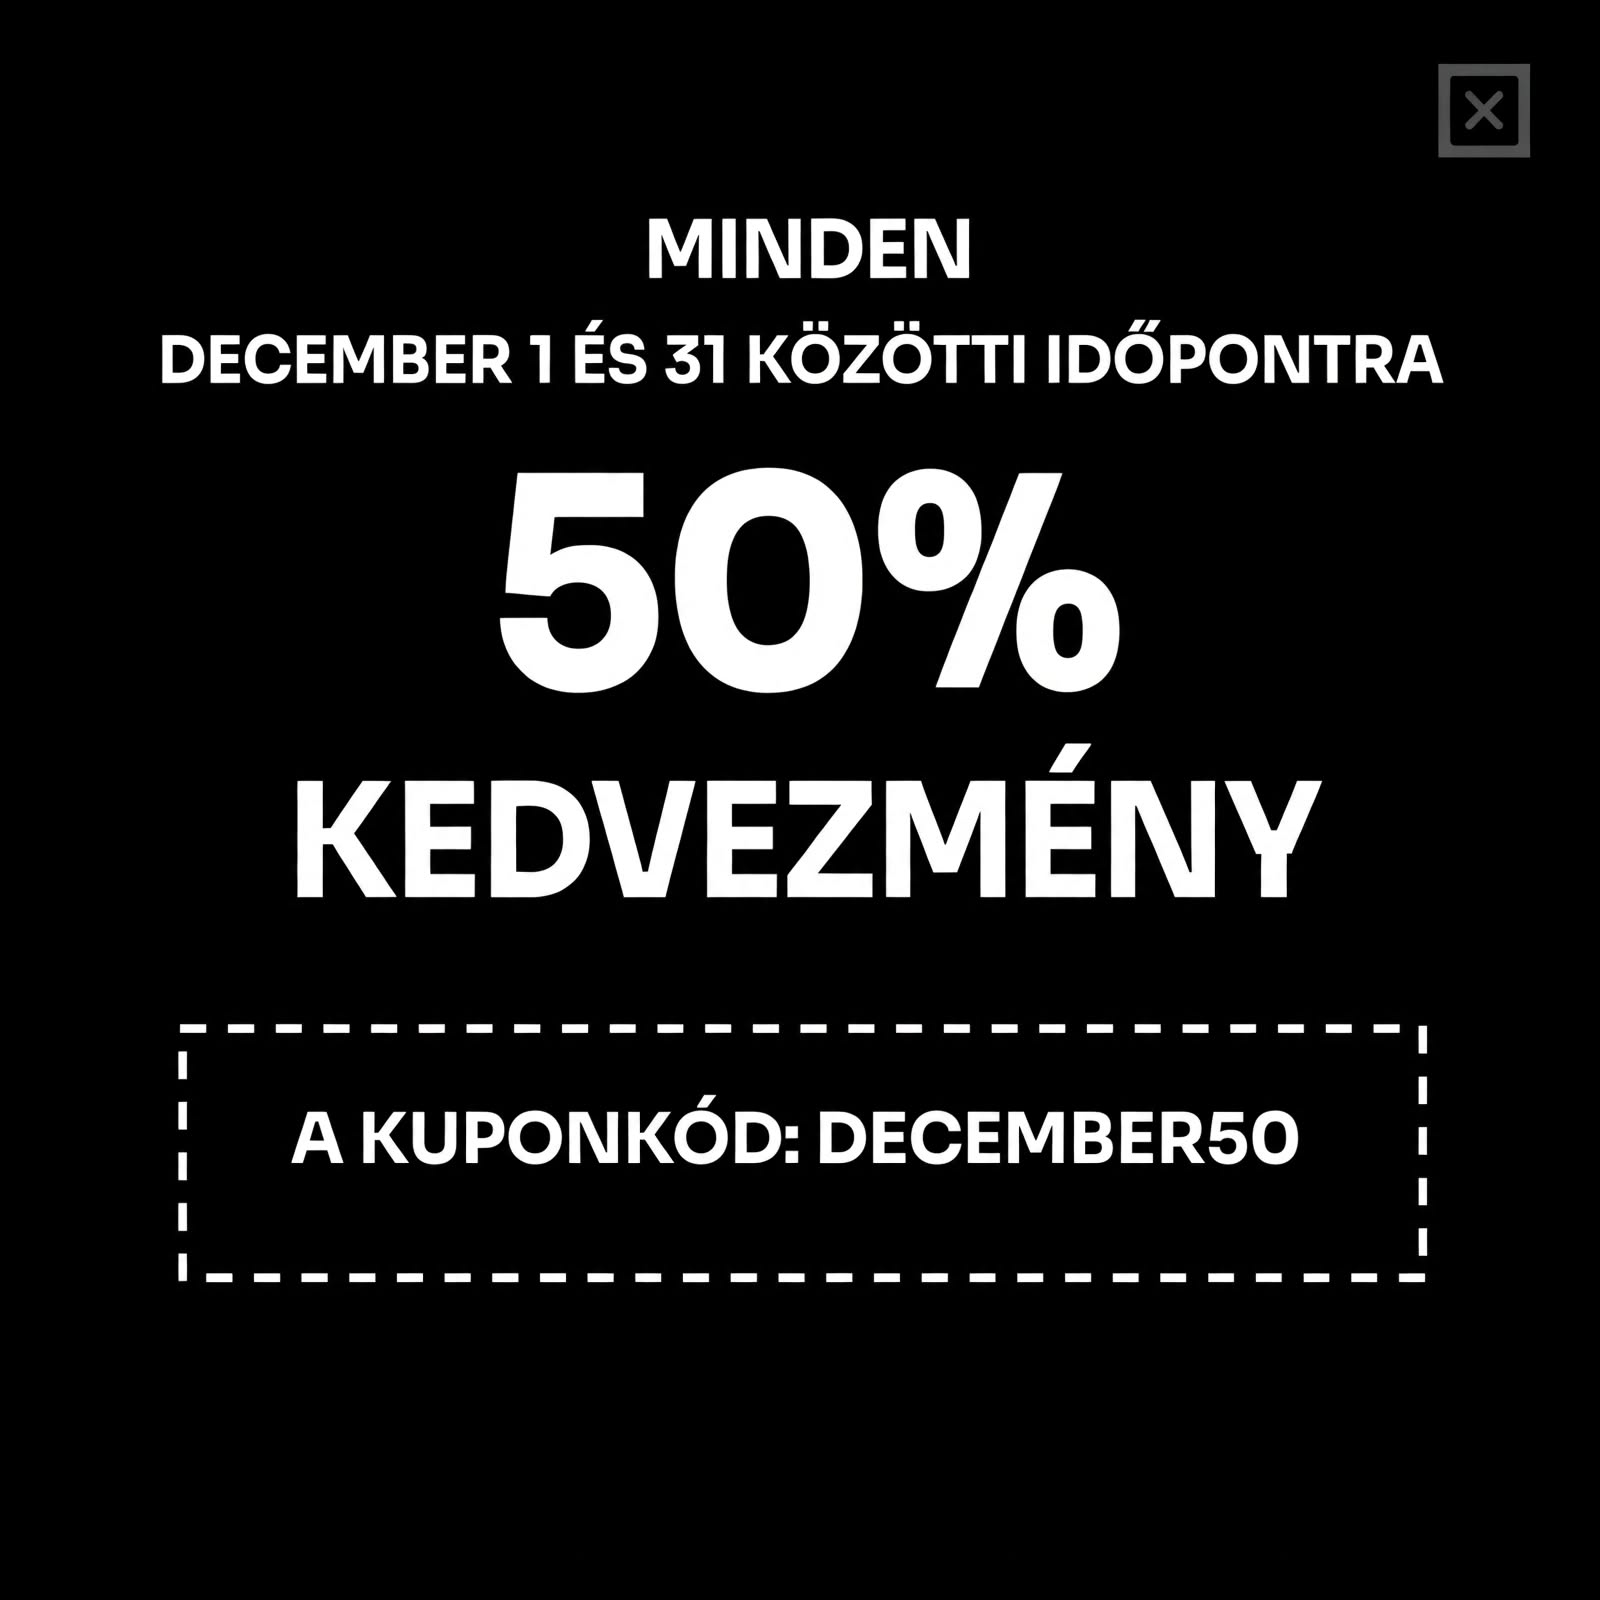 MINDEN
DECEMBER 1 ÉS 31 KÖZÖTTI IDŐPONTRA
50%
KEDVEZMÉNY
A KUPONKÓD: DECEMBER50